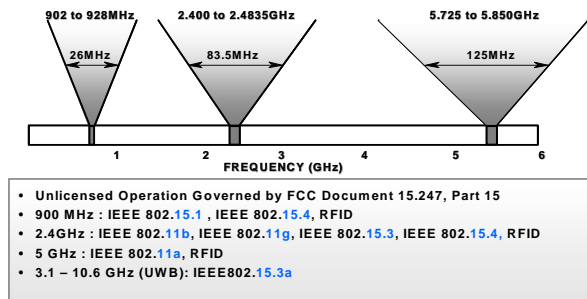 902 to 928MHz 2.400 to 2.4835GHz 5.725 to 5.850GHz
26MHz 83.5MHz 125MHz
1 2 3 4 5 6
FREQUENCY (GHz)
• Unlicensed Operation Governed by FCC Document 15.247, Part 15
• 900 MHz : IEEE 802.15.1 , IEEE 802.15.4, RFID
• 2.4GHz : IEEE 802.11b, IEEE 802.11g, IEEE 802.15.3, IEEE 802.15.4, RFID
• 5 GHz : IEEE 802.11a, RFID
• 3.1 – 10.6 GHz (UWB): IEEE802.15.3a